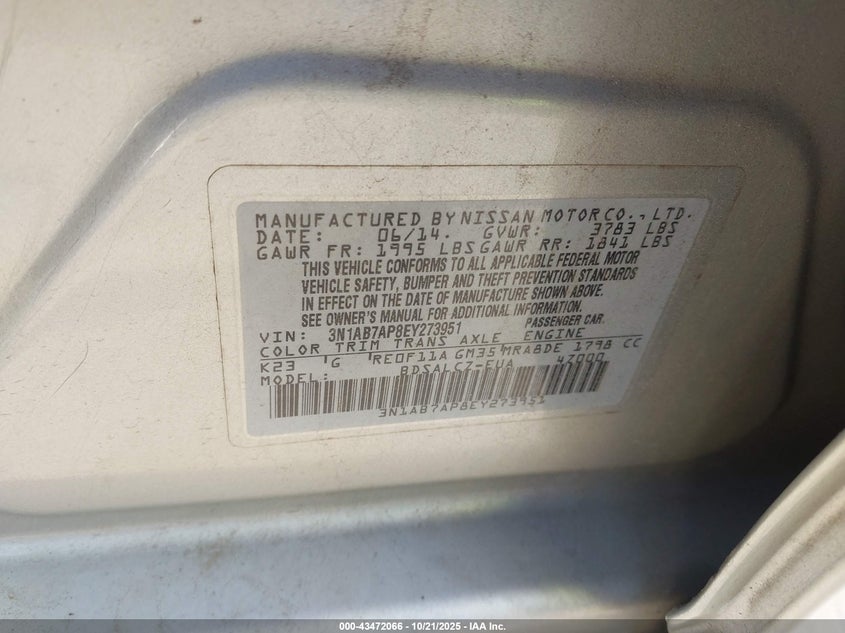 MANUFACTURED BY NISSAN MOTOR CO., LTD.
DATE: 06/14. GVWR: 3783 LBS
GAWR FR: 1995 LBS GAWR RR: 1841 LBS
THIS VEHICLE CONFORMS TO ALL APPLICABLE FEDERAL MOTOR
VEHICLE SAFETY, BUMPER AND THEFT PREVENTION STANDARDS
IN EFFECT ON THE DATE OF MANUFACTURE SHOWN ABOVE.
SEE OWNER'S MANUAL FOR ADDITIONAL INFORMATION.
VIN: 3N1AB7AP8EY273951 PASSENGER CAR.
COLOR TRIM TRANS AXLE ENGINE
K23 G RE0F11A GM35 MRA8DE 1798 CC
MODEL: BDSALCZ-EUA 4Z000
3N1AB7AP8EY273951
000-43472066 - 10/21/2025 - IAA Inc.